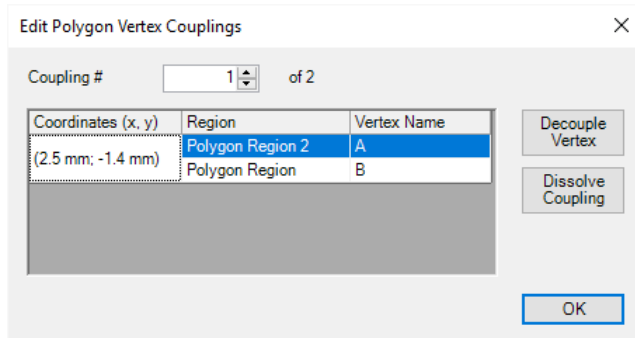 Edit Polygon Vertex Couplings
Coupling # 1 of 2
Coordinates (x, y) Region Vertex Name
(2.5 mm; -1.4 mm)
Polygon Region 2 A
Polygon Region B
Decouple
Vertex
Dissolve
Coupling
OK